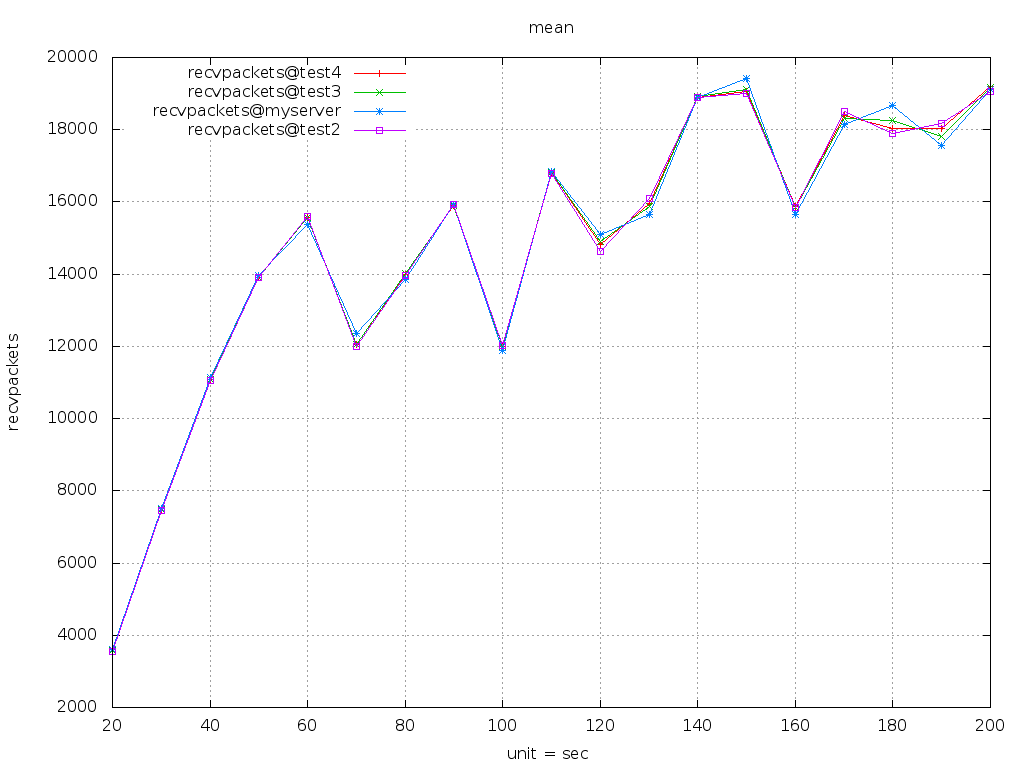 mean
20000
18000
16000
14000
12000
10000
8000
6000
4000
2000
recvpackets@test4
recvpackets@test3
recvpackets@myserver
recvpackets@test2
recvpackets
20 40 60 80 100 120 140 160 180 200
unit = sec